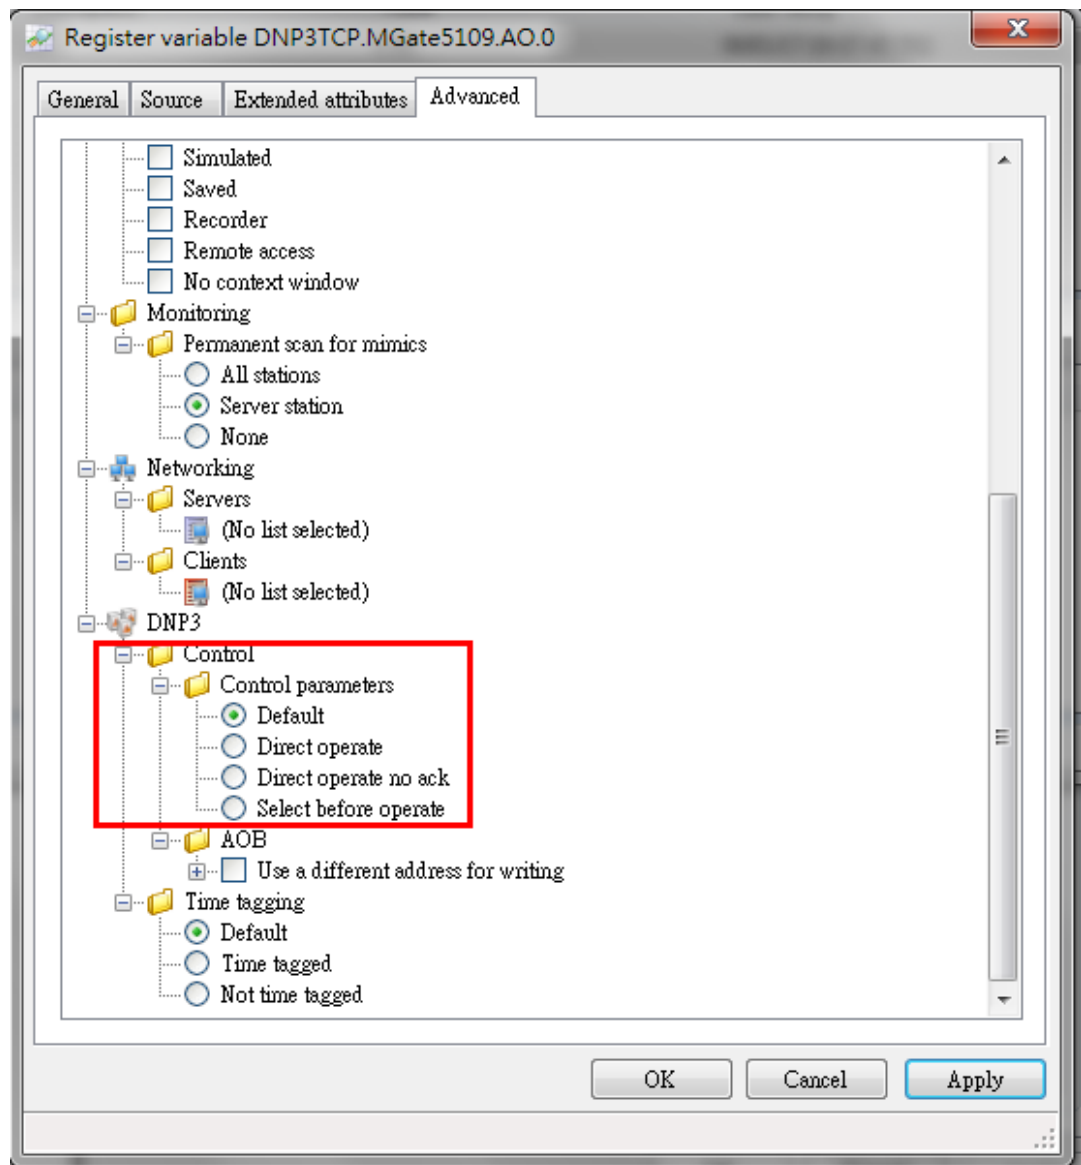 Register variable DNP3TCP.MGate5109.AO.0
General Source Extended attributes Advanced
Simulated
Saved
Recorder
Remote access
No context window
Monitoring
Permanent scan for mimics
All stations
Server station
None
Networking
Servers
(No list selected)
Clients
(No list selected)
DNP3
Control
Control parameters
Default
Direct operate
Direct operate no ack
Select before operate
AOB
Use a different address for writing
Time tagging
Default
Time tagged
Not time tagged
OK Cancel Apply